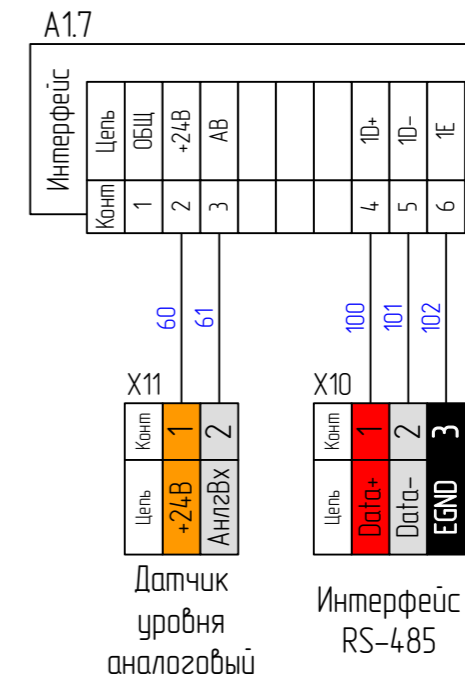 А1.7
Интерфейс
Цепь ОБЩ +24В АВ 1D+ 1D- 1E
Конт 1 2 3 4 5 6
60 61 100 101 102
X11
Конт 1 2
Цепь +24В АнлгВх
Датчик
уровня
аналоговый
X10
Конт 1 2 3
Цепь Data+ Data- EGND
Интерфейс
RS-485